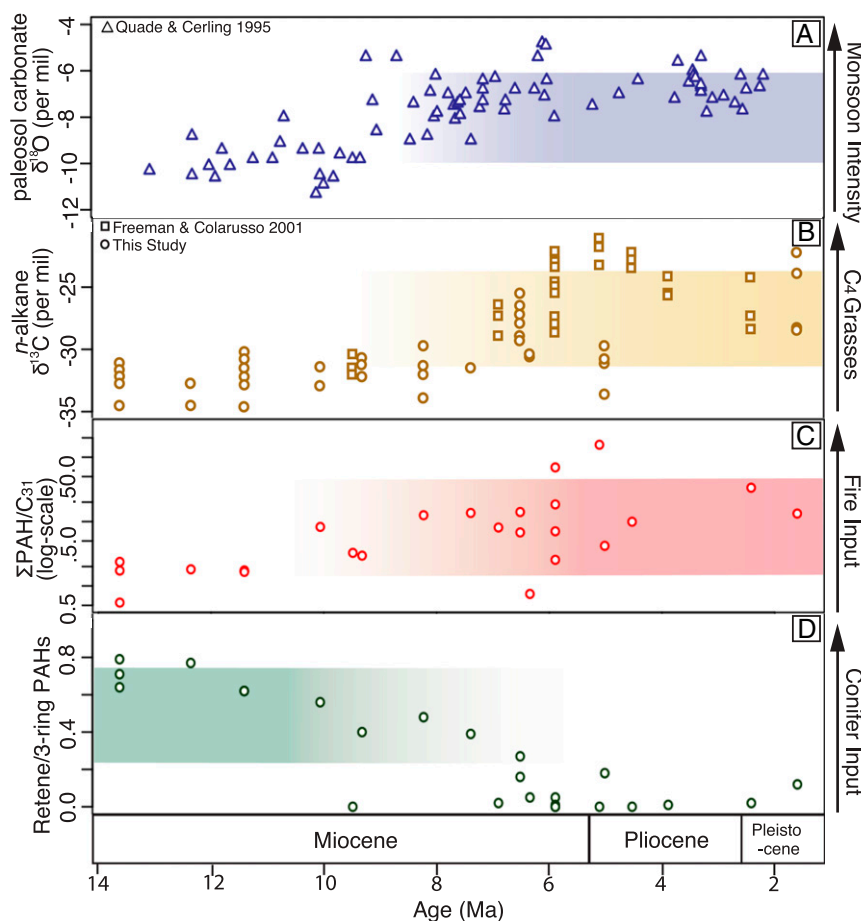 Quade & Cerling 1995
A
-4
-6
-8
-10
-12
paleosol carbonate
δ18O (per mil)
Monsoon Intensity
Freeman & Colarusso 2001
This Study
B
-25
-30
-35
n-alkane
δ13C (per mil)
C4 Grasses
C
50.0
5.0
0.5
ΣPAH/C31
(log-scale)
Fire Input
D
0.8
0.4
0.0
Retene/3-ring PAHs
Conifer Input
Miocene
Pliocene
Pleisto
-cene
14
12
10
8
6
4
2
Age (Ma)